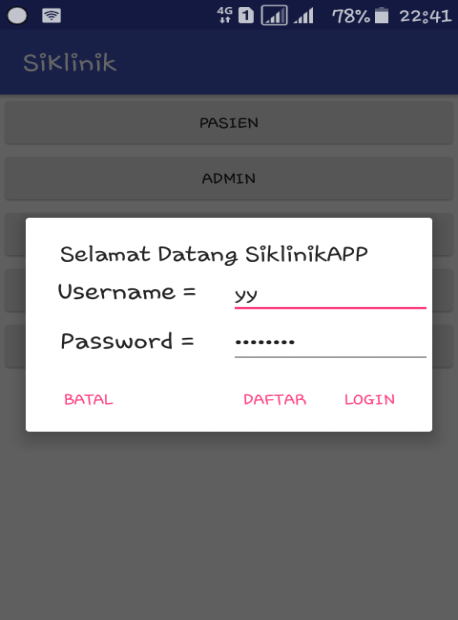 4G 1 78% 22:41
SiKlinik
PASIEN
ADMIN
Selamat Datang SiklinikAPP
Username = yy
Password = ••••••••
BATAL DAFTAR LOGIN